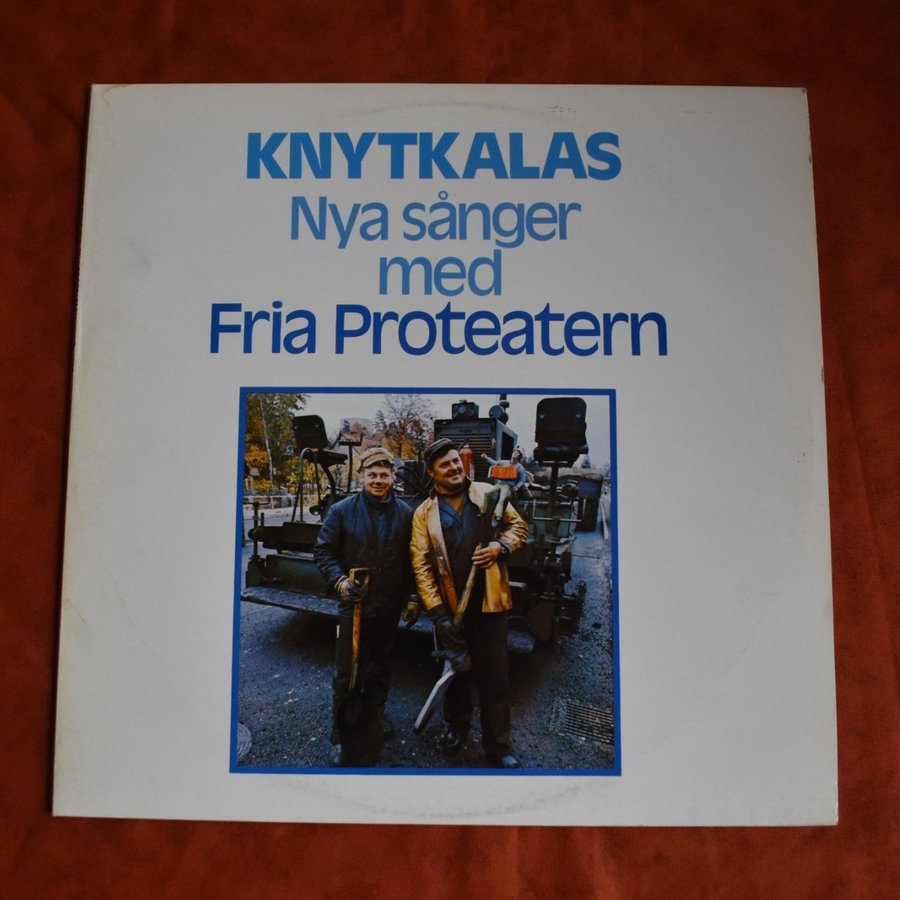 KNYTKALAS
Nya sånger
med
Fria Proteatern